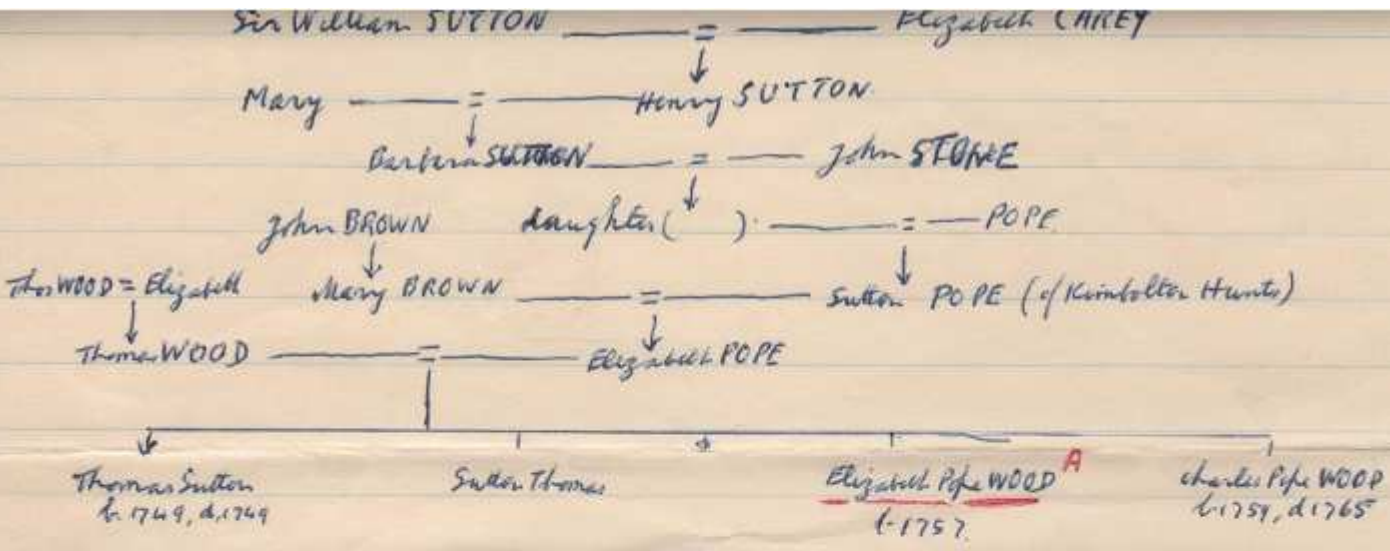 Sir William SUTTON = Elizabeth CAREY
Mary = Henry SUTTON
Barbara SUTTON = John STONE
John BROWN daughter ( ) = POPE
Thos WOOD = Elizabeth Mary BROWN = Sutton POPE (of Kimbolton Hunts)
Thomas WOOD = Elizabeth POPE
Thomas Sutton Sutton Thomas Elizabeth Pope WOOD A Charles Pope WOOD
b. 1749, d. 1749 b. 1757 b. 1759, d 1765